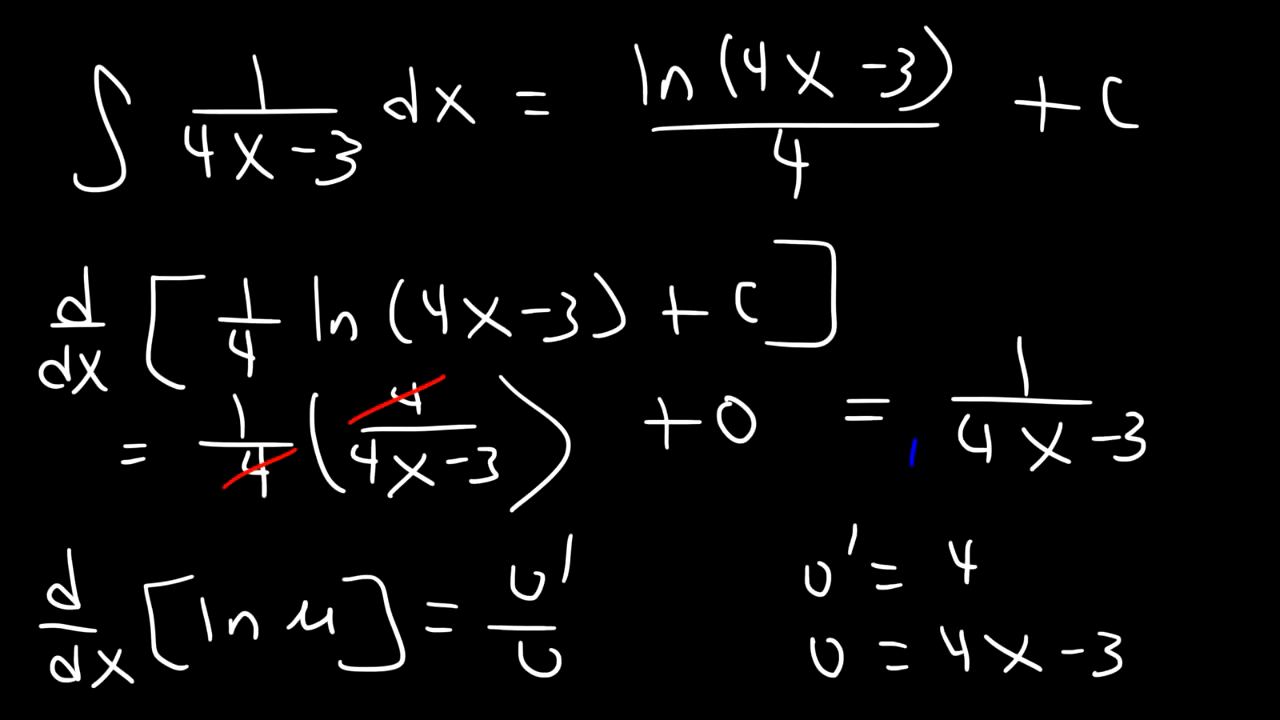 ∫ 1/(4x-3) dx = ln(4x-3)/4 + C
d/dx [1/4 ln(4x-3) + C]
= 1/4 (4/(4x-3)) + 0 = 1/(4x-3)
d/dx [ln u] = u'/u
u' = 4
u = 4x-3